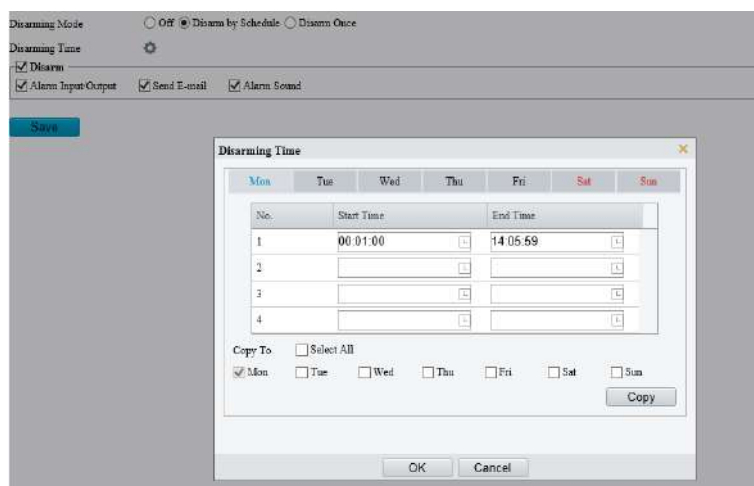 Disarming Mode Off Disarm by Schedule Disarm Once
Disarming Time
Disarm
Alarm Input/Output Send E-mail Alarm Sound
Save
Disarming Time
Mon Tue Wed Thu Fri Sat Sun
No. Start Time End Time
1 00:01:00 14:05:59
2
3
4
Copy To Select All
Mon Tue Wed Thu Fri Sat Sun
Copy
OK Cancel